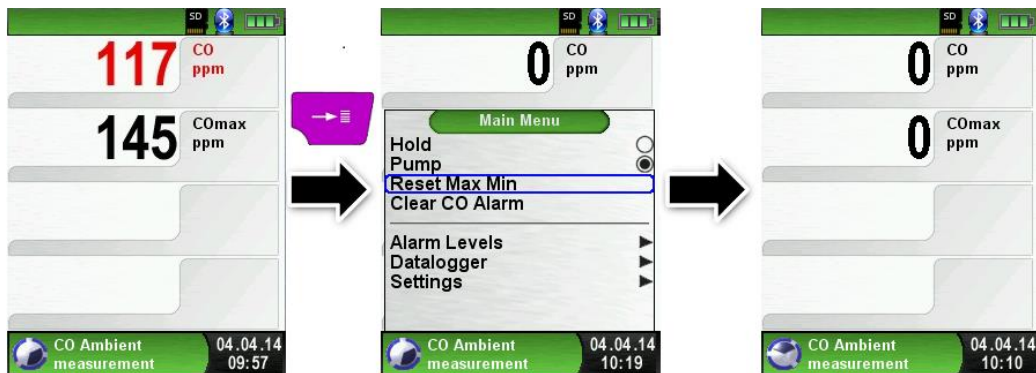 SD
117 CO
ppm
145 COmax
ppm
CO Ambient 04.04.14
measurement 09:57
SD
0 CO
ppm
Main Menu
Hold
Pump
Reset Max Min
Clear CO Alarm
Alarm Levels
Datalogger
Settings
CO Ambient 04.04.14
measurement 10:19
SD
0 CO
ppm
0 COmax
ppm
CO Ambient 04.04.14
measurement 10:10